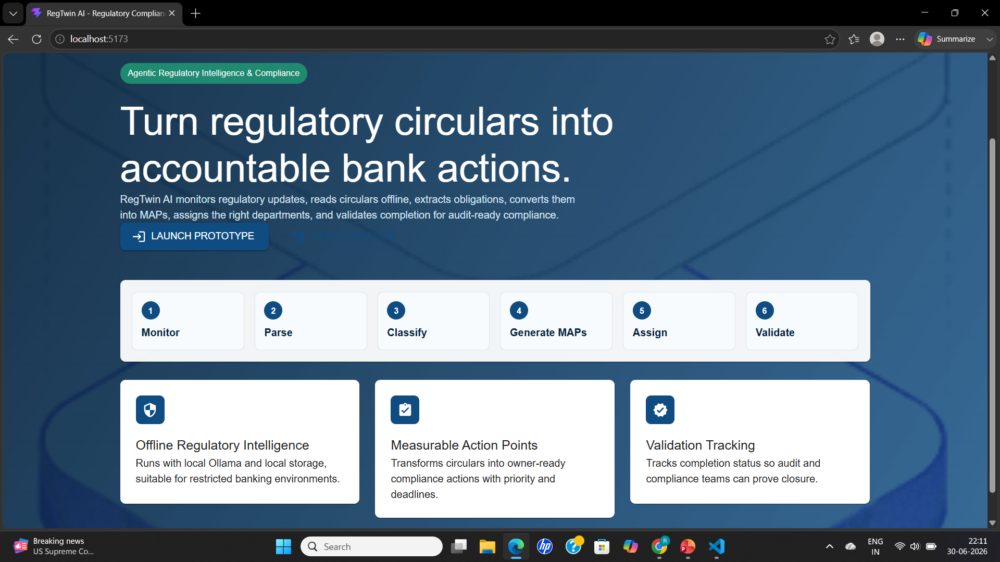 RegTwin AI - Regulatory Complian
localhost:5173
Summarize
Agentic Regulatory Intelligence & Compliance
Turn regulatory circulars into
accountable bank actions.
RegTwin AI monitors regulatory updates, reads circulars offline, extracts obligations, converts them
into MAPs, assigns the right departments, and validates completion for audit-ready compliance.
LAUNCH PROTOTYPE
VIEW WORKFLOW
1
Monitor
2
Parse
3
Classify
4
Generate MAPs
5
Assign
6
Validate
Offline Regulatory Intelligence
Runs with local Ollama and local storage,
suitable for restricted banking environments.
Measurable Action Points
Transforms circulars into owner-ready
compliance actions with priority and
deadlines.
Validation Tracking
Tracks completion status so audit and
compliance teams can prove closure.
Breaking news
US Supreme Co...
Search
hp
R
P
ENG
IN
22:11
30-06-2026